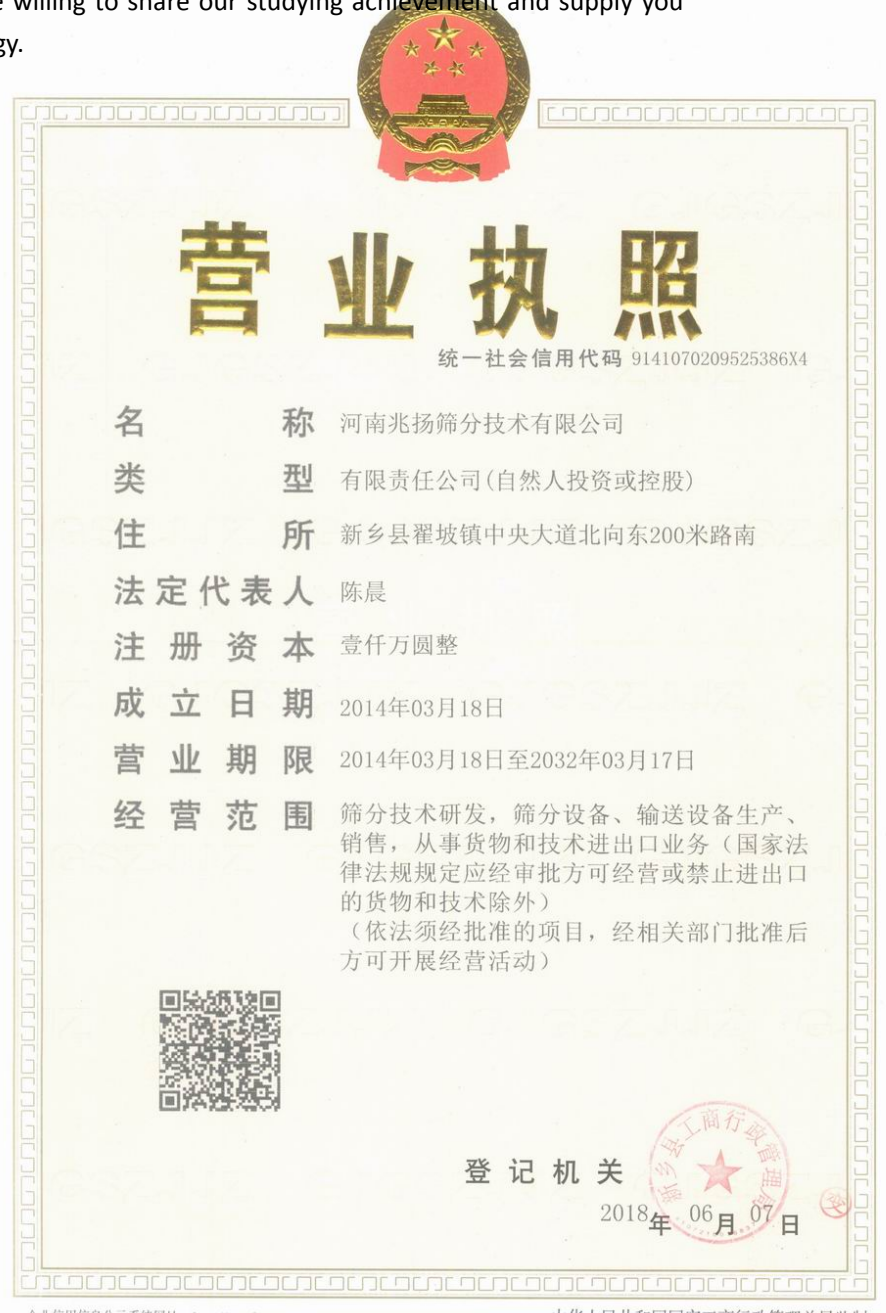 willing to share our studying achievement and supply you
gy.
营业执照
统一社会信用代码 9141070209525386X4
名称 河南兆扬筛分技术有限公司
类型 有限责任公司(自然人投资或控股)
住所 新乡县翟坡镇中央大道北向东200米路南
法定代表人 陈晨
注册资本 壹仟万圆整
成立日期 2014年03月18日
营业期限 2014年03月18日至2032年03月17日
经营范围 筛分技术研发，筛分设备、输送设备生产、
销售，从事货物和技术进出口业务（国家法
律法规规定应经审批方可经营或禁止进出口
的货物和技术除外）
（依法须经批准的项目，经相关部门批准后
方可开展经营活动）
新乡县工商行政管理局
登记机关
2018年 06月 07日